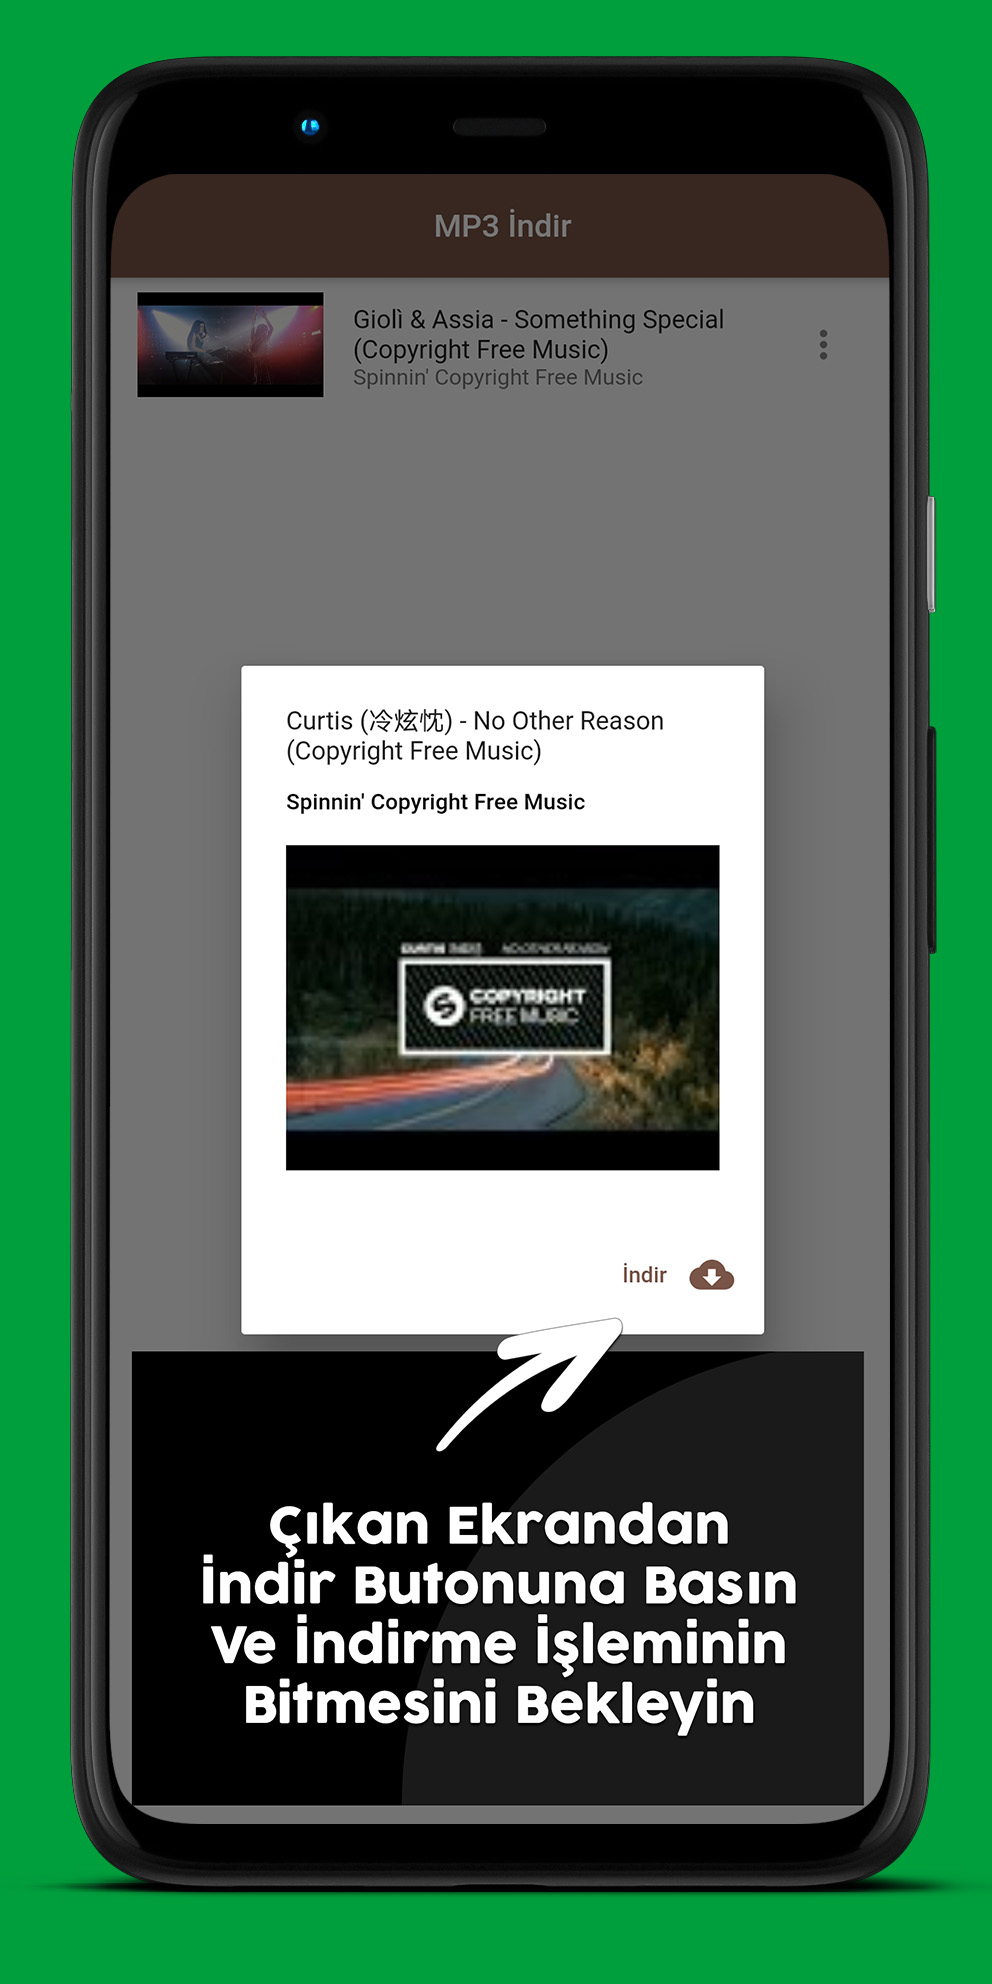 MP3 İndir
Giolì & Assia - Something Special
(Copyright Free Music)
Spinnin' Copyright Free Music
Curtis (冷炫忱) - No Other Reason
(Copyright Free Music)
Spinnin' Copyright Free Music
COPYRIGHT
FREE MUSIC
İndir
Çıkan Ekrandan
İndir Butonuna Basın
Ve İndirme İşleminin
Bitmesini Bekleyin